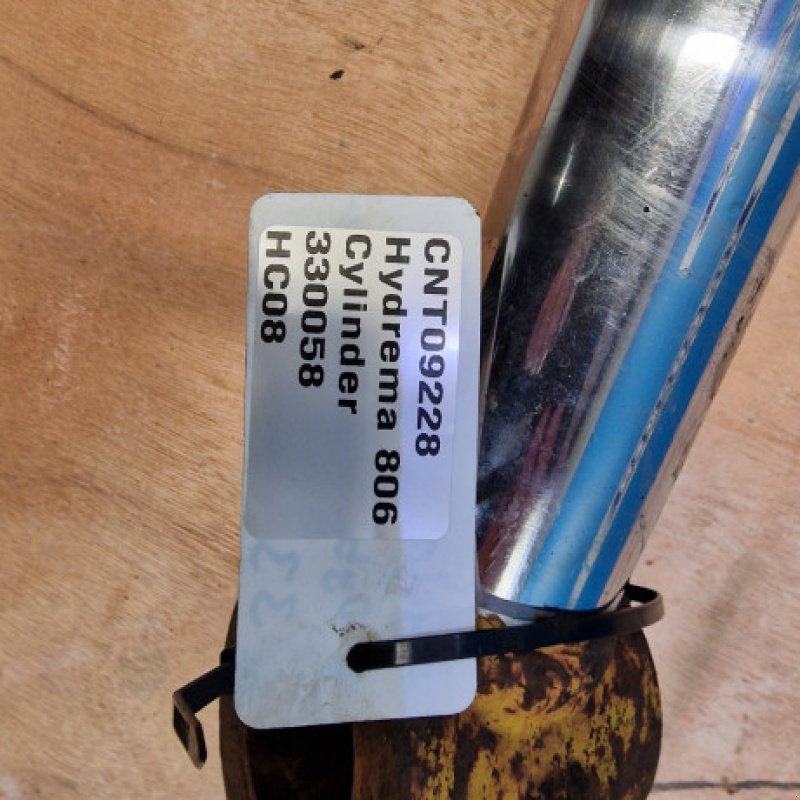 CNT09228
Hydrema 806
Cylinder
330058
HC08